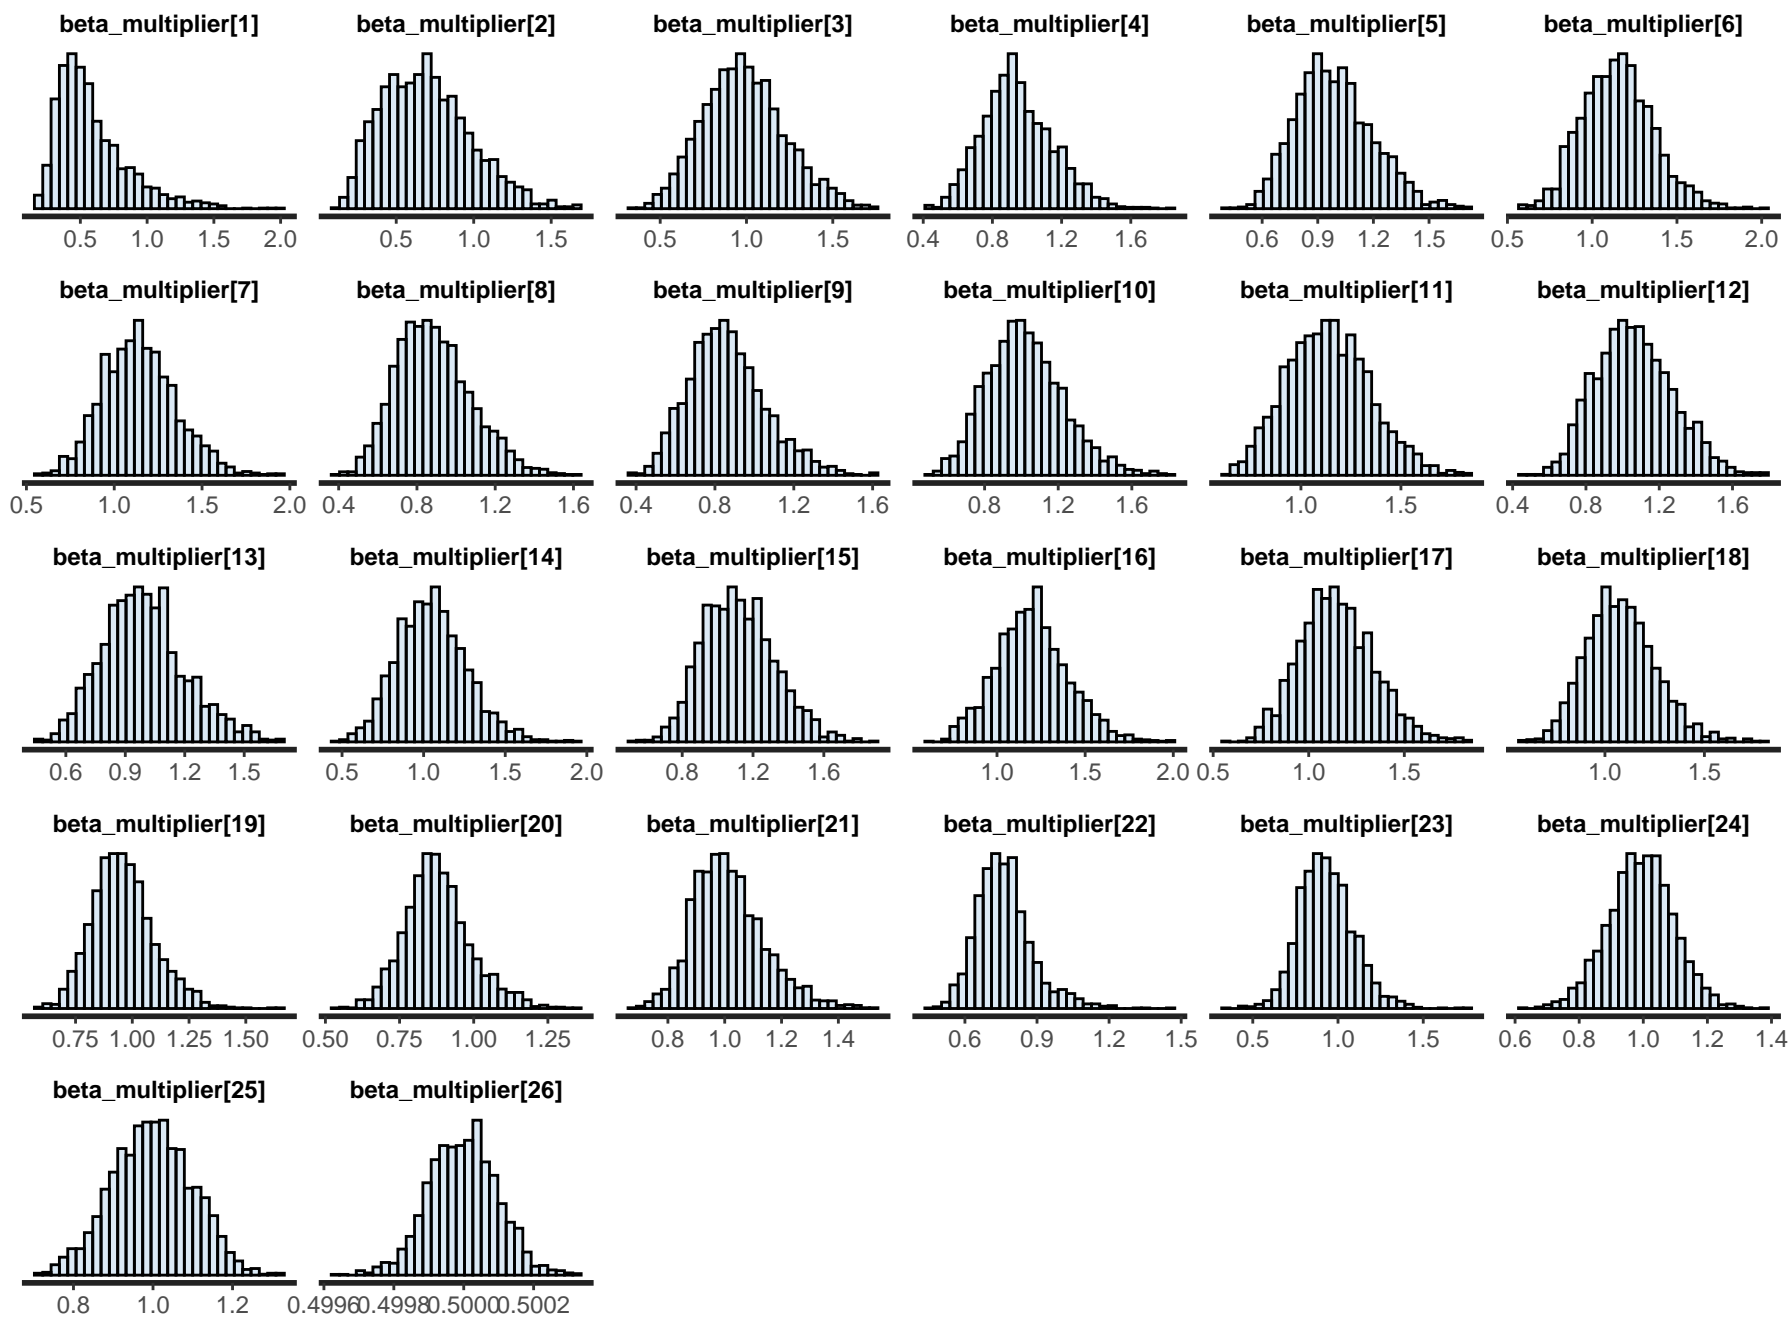 beta_multiplier[1] beta_multiplier[2] beta_multiplier[3] beta_multiplier[4] beta_multiplier[5] beta_multiplier[6]
0.5 1.0 1.5 2.0 0.5 1.0 1.5 0.5 1.0 1.5 0.4 0.8 1.2 1.6 0.6 0.9 1.2 1.5 0.5 1.0 1.5 2.0
beta_multiplier[7] beta_multiplier[8] beta_multiplier[9] beta_multiplier[10] beta_multiplier[11] beta_multiplier[12]
0.5 1.0 1.5 2.0 0.4 0.8 1.2 1.6 0.4 0.8 1.2 1.6 0.8 1.2 1.6 1.0 1.5 0.4 0.8 1.2 1.6
beta_multiplier[13] beta_multiplier[14] beta_multiplier[15] beta_multiplier[16] beta_multiplier[17] beta_multiplier[18]
0.6 0.9 1.2 1.5 0.5 1.0 1.5 2.0 0.8 1.2 1.6 1.0 1.5 2.0 0.5 1.0 1.5 1.0 1.5
beta_multiplier[19] beta_multiplier[20] beta_multiplier[21] beta_multiplier[22] beta_multiplier[23] beta_multiplier[24]
0.75 1.00 1.25 1.50 0.50 0.75 1.00 1.25 0.8 1.0 1.2 1.4 0.6 0.9 1.2 1.5 0.5 1.0 1.5 0.6 0.8 1.0 1.2 1.4
beta_multiplier[25] beta_multiplier[26]
0.8 1.0 1.2 0.4996 0.4998 0.5000 0.5002